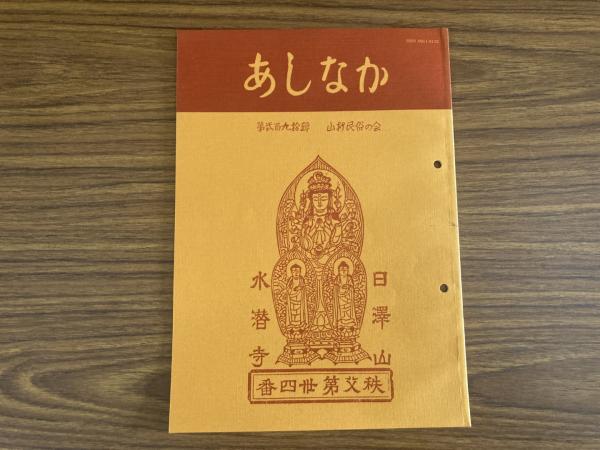 あしなか
第弐百九拾輯 山村民俗の会
日澤山
水潜寺
秩父第丗四番